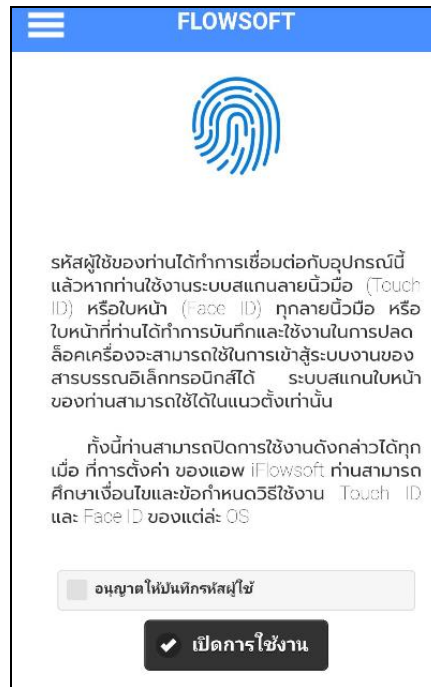 FLOWSOFT
รหัสผู้ใช้ของท่านได้ทำการเชื่อมต่อกับอุปกรณ์นี้
แล้วหากท่านใช้งานระบบสแกนลายนิ้วมือ (Touch
ID) หรือใบหน้า (Face ID) ทุกลายนิ้วมือ หรือ
ใบหน้าที่ท่านได้ทำการบันทึกและใช้งานในการปลด
ล็อคเครื่องจะสามารถใช้ในการเข้าสู่ระบบงานของ
สารบรรณอิเล็กทรอนิกส์ได้ ระบบสแกนใบหน้า
ของท่านสามารถใช้ได้ในแนวตั้งเท่านั้น
ทั้งนี้ท่านสามารถปิดการใช้งานดังกล่าวได้ทุก
เมื่อ ที่การตั้งค่า ของแอพ iFlowsoft ท่านสามารถ
ศึกษาเงื่อนไขและข้อกำหนดวิธีใช้งาน Touch ID
และ Face ID ของแต่ล่ะ OS
อนุญาตให้บันทึกรหัสผู้ใช้
เปิดการใช้งาน